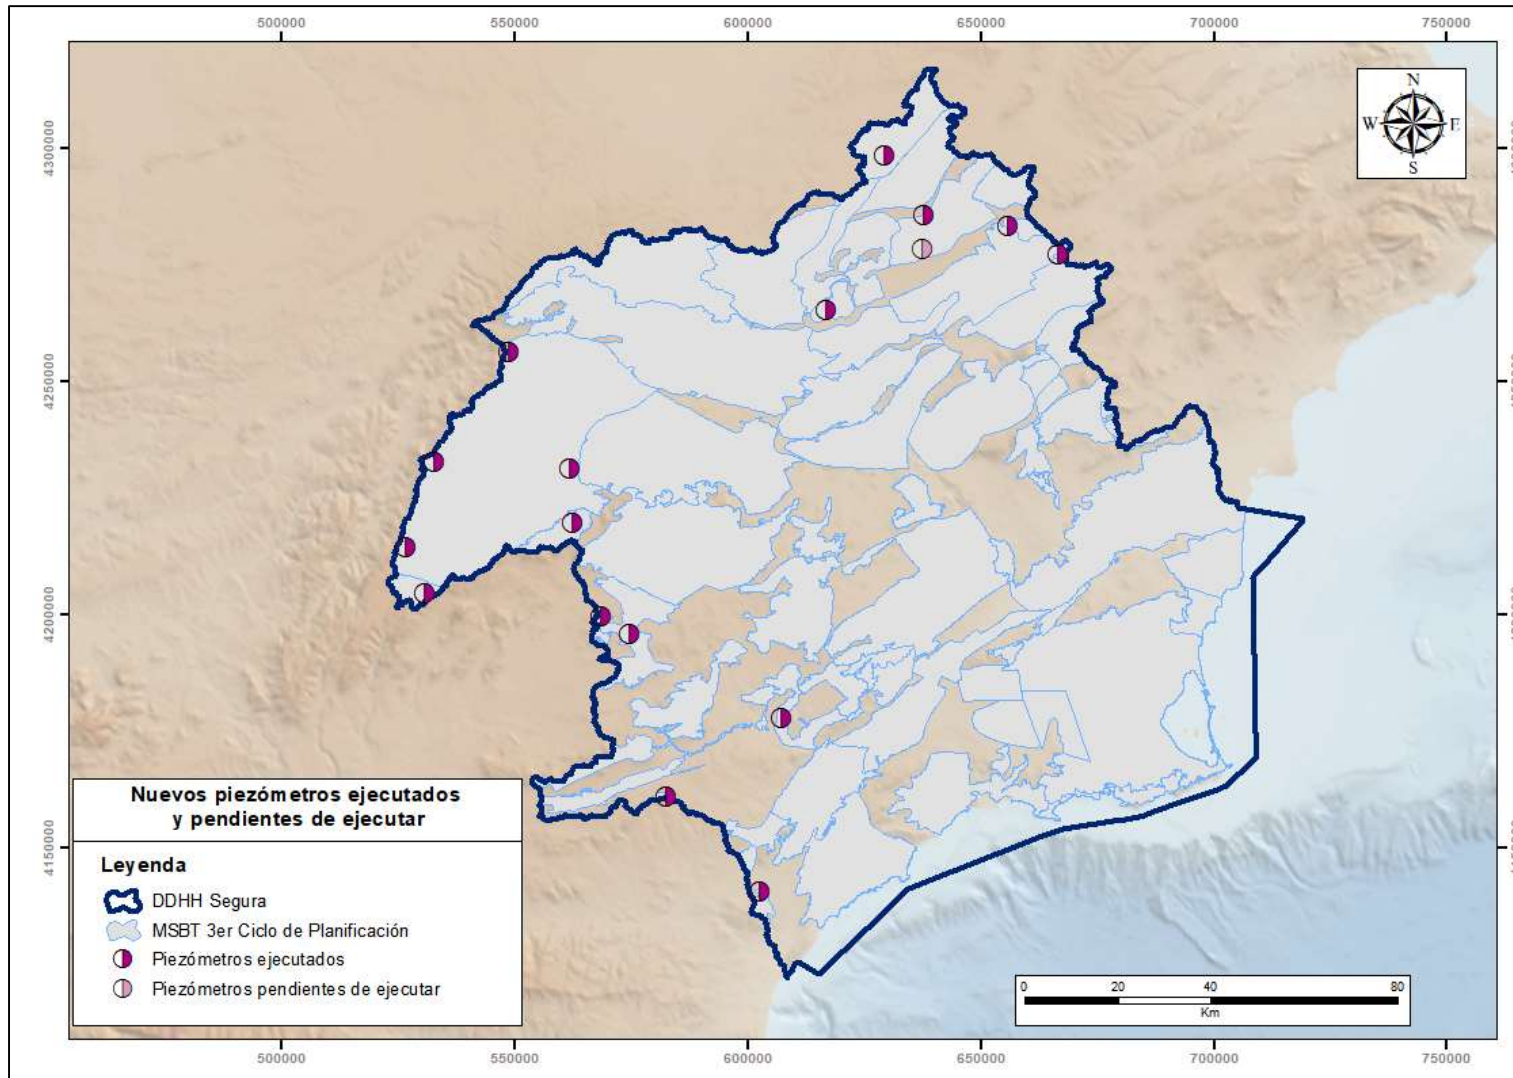 500000 550000 600000 650000 700000 750000
N
W E
S
4300000
4250000
4200000
4150000
Nuevos piezómetros ejecutados
y pendientes de ejecutar
Leyenda
DDHH Segura
MSBT 3er Ciclo de Planificación
Piezómetros ejecutados
Piezómetros pendientes de ejecutar
0 20 40 80
Km
500000 550000 600000 650000 700000 750000